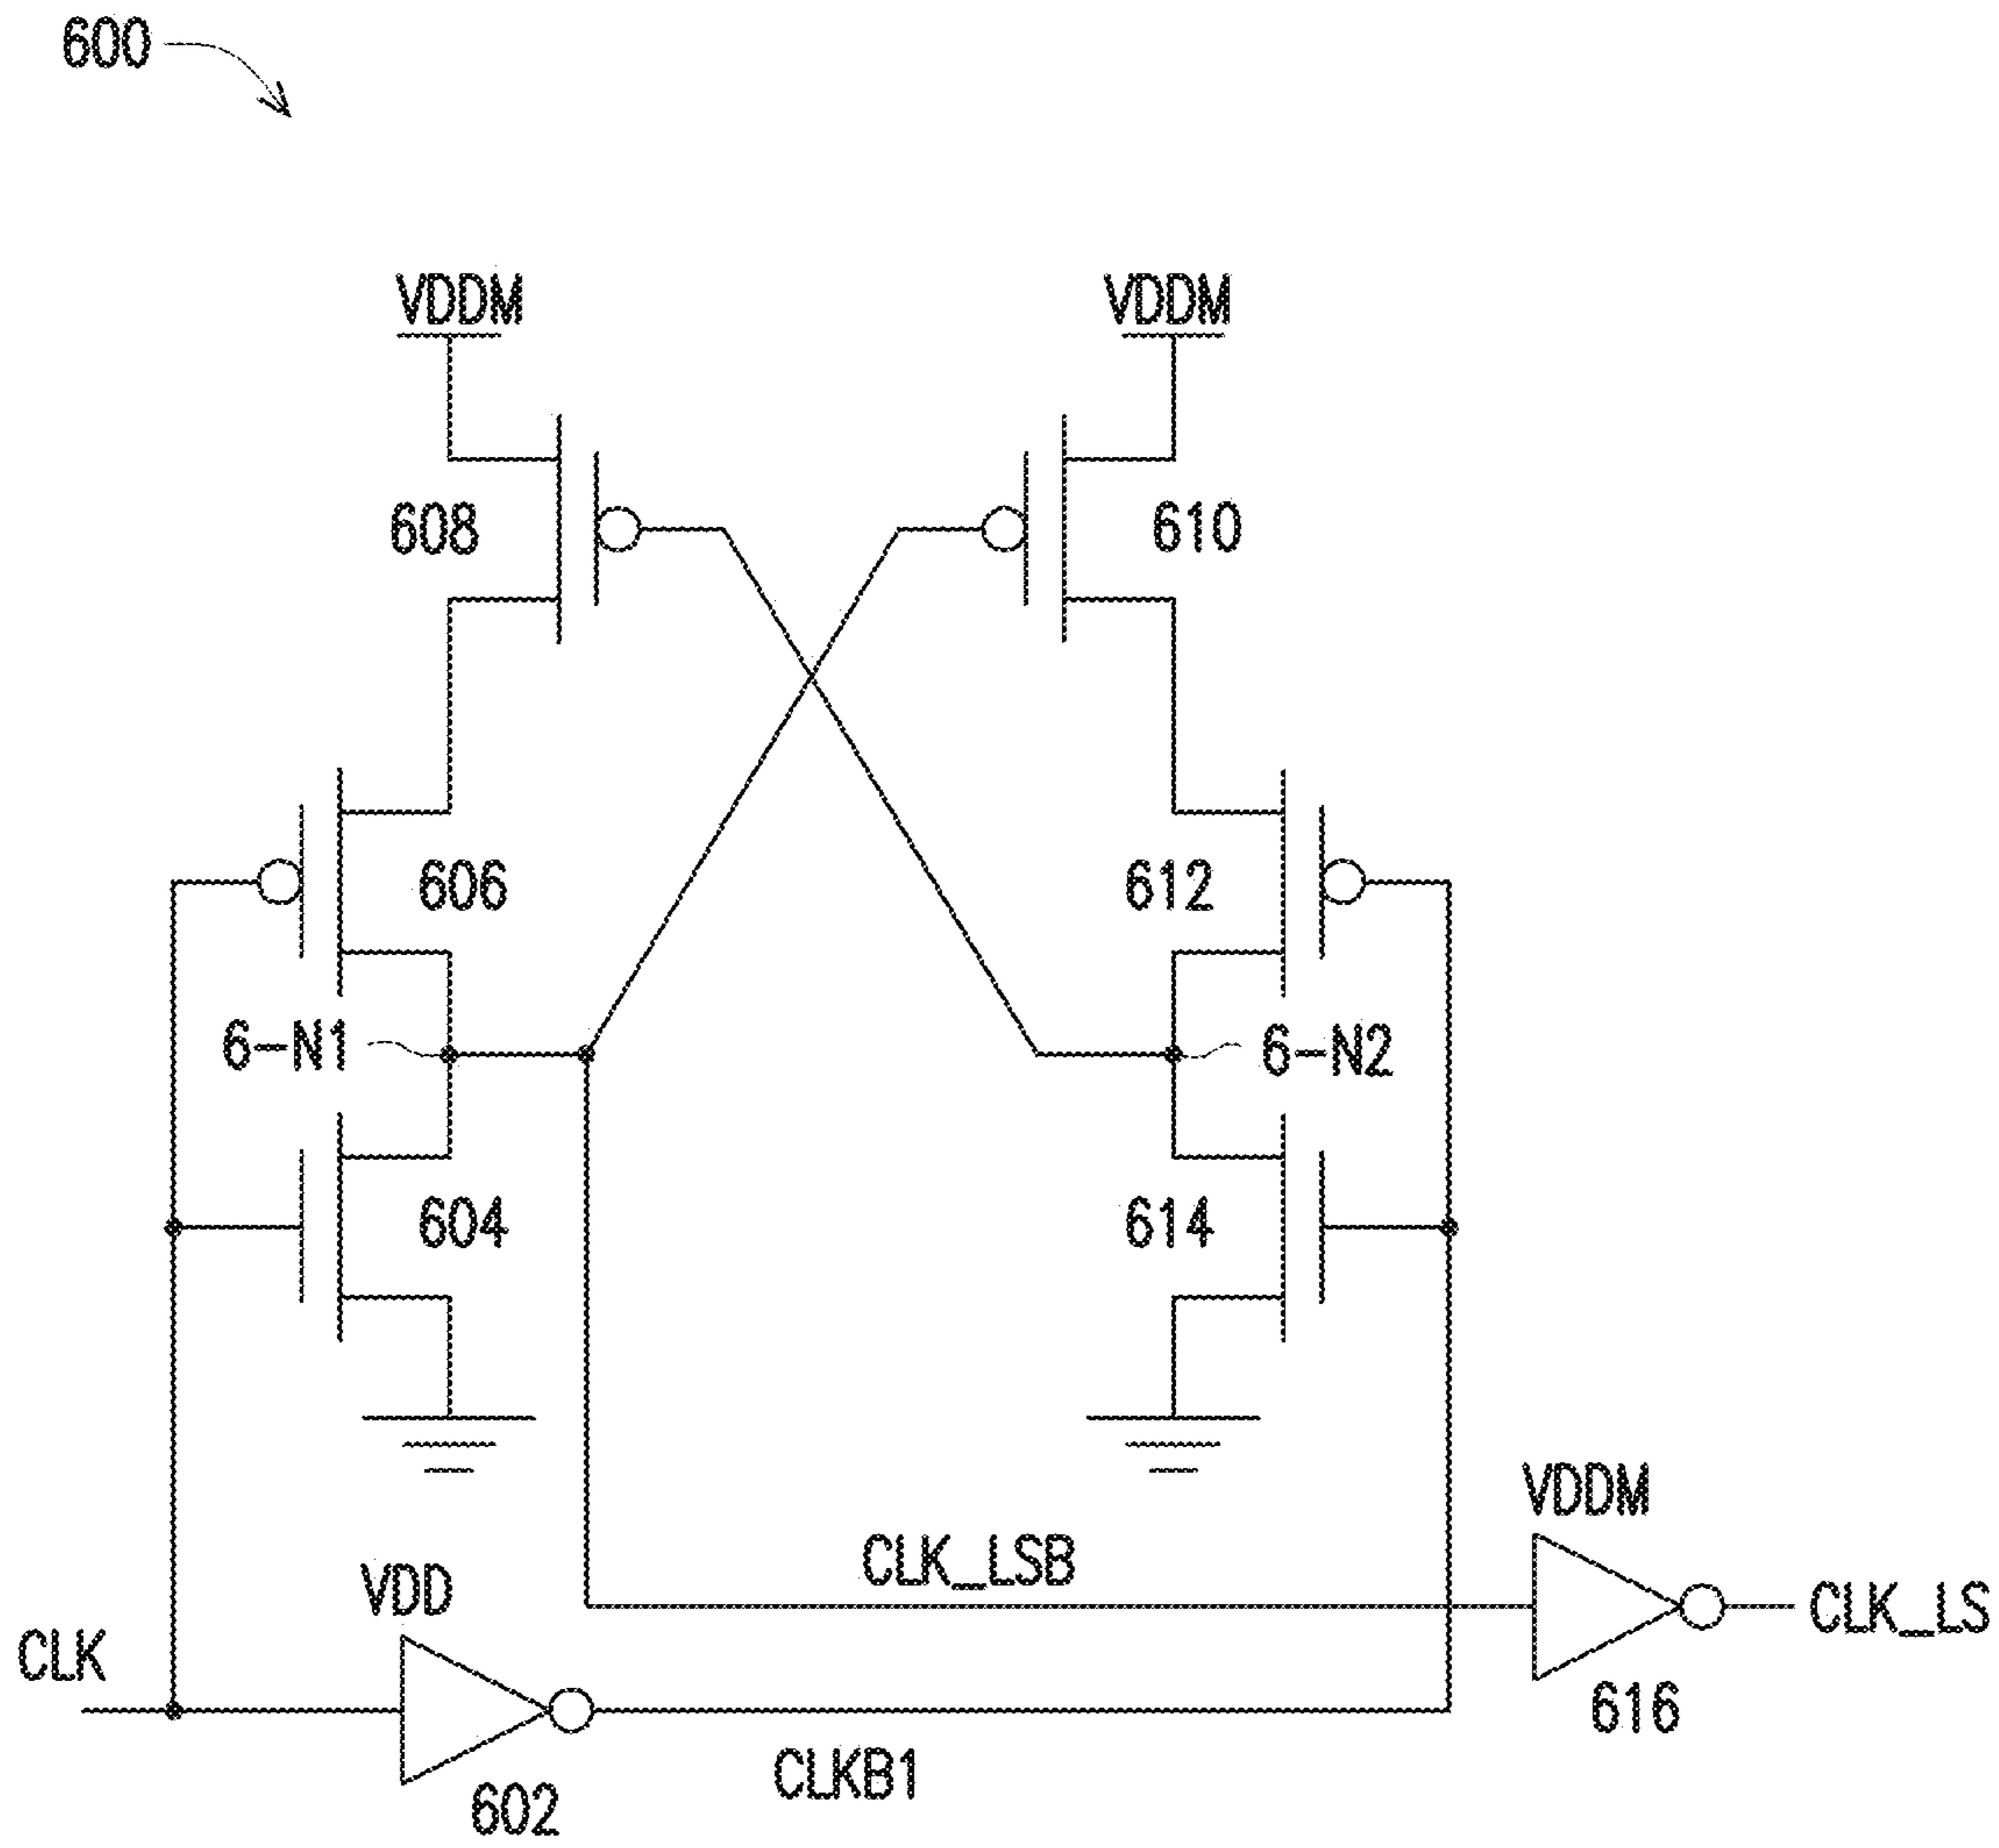 600
VDDM
VDDM
608
610
606
612
6-N1
6-N2
604
614
VDDM
CLK_LSB
VDD
CLK_LS
CLK
616
CLKB1
602